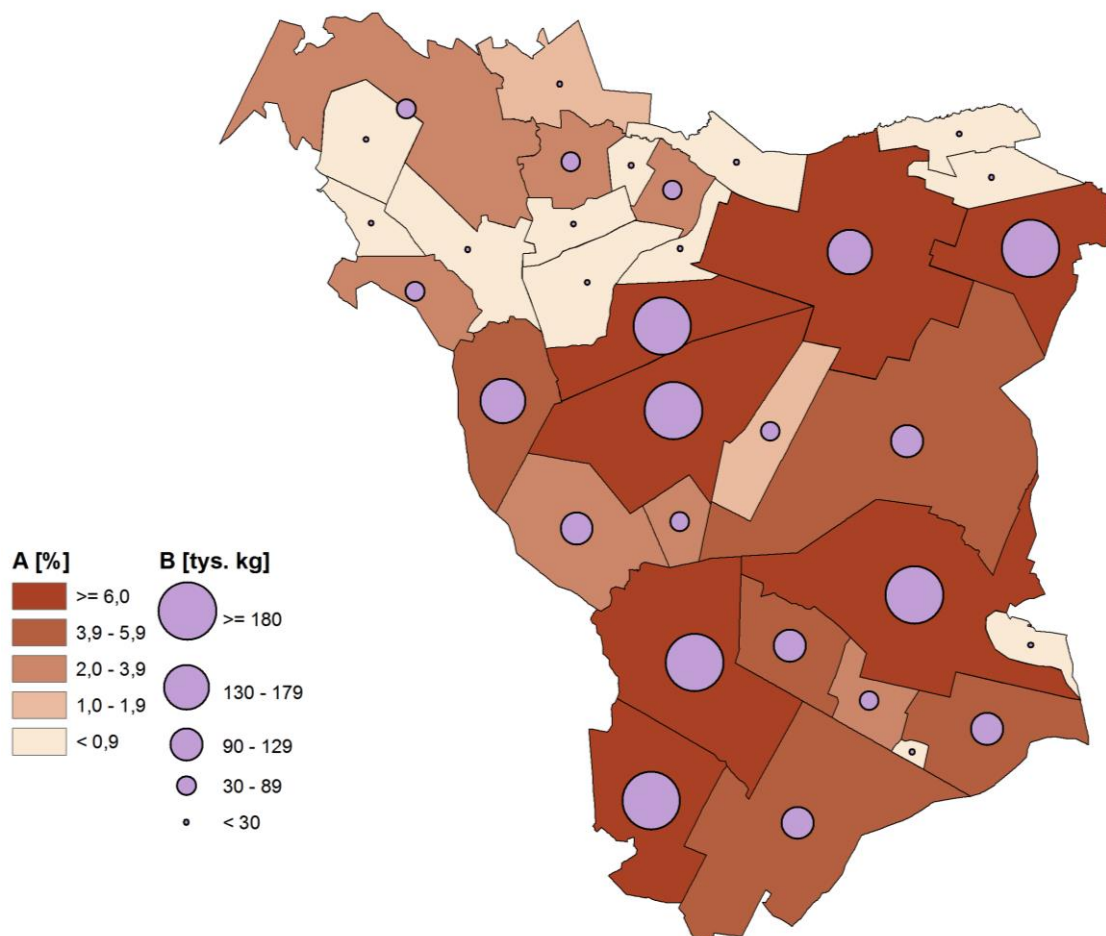 A [%]
>= 6,0
3,9 - 5,9
2,0 - 3,9
1,0 - 1,9
< 0,9
B [tys. kg]
>= 180
130 - 179
90 - 129
30 - 89
< 30